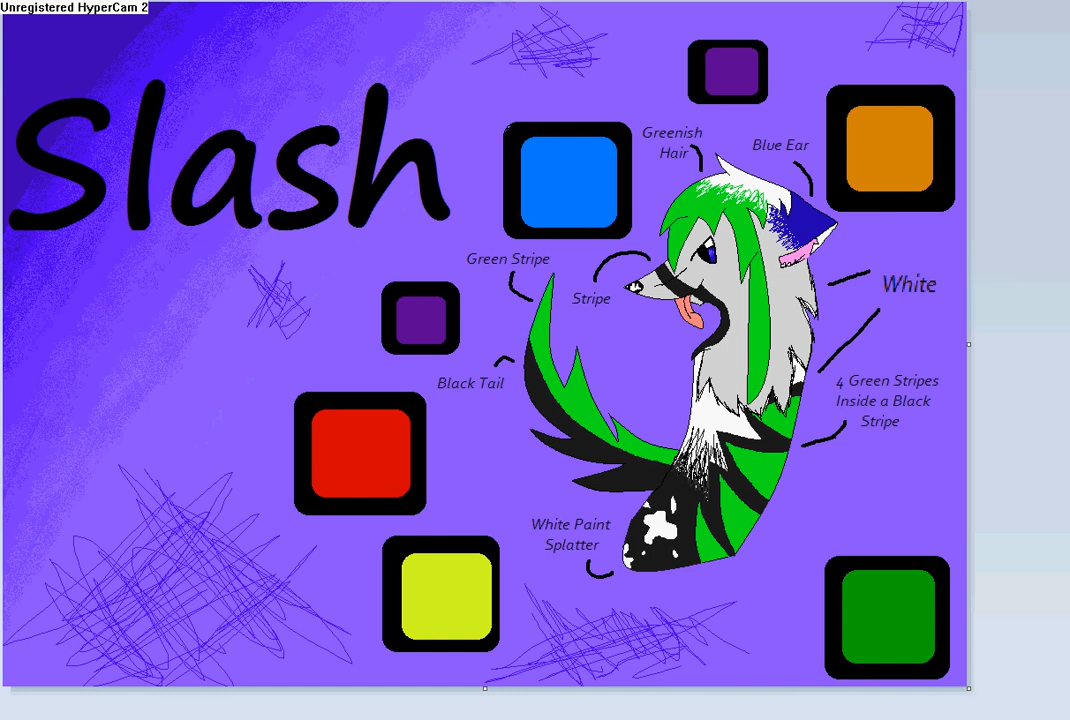 Unregistered HyperCam 2
Slash
Greenish
Hair
Blue Ear
Green Stripe
Stripe
White
Black Tail
4 Green Stripes
Inside a Black
Stripe
White Paint
Splatter